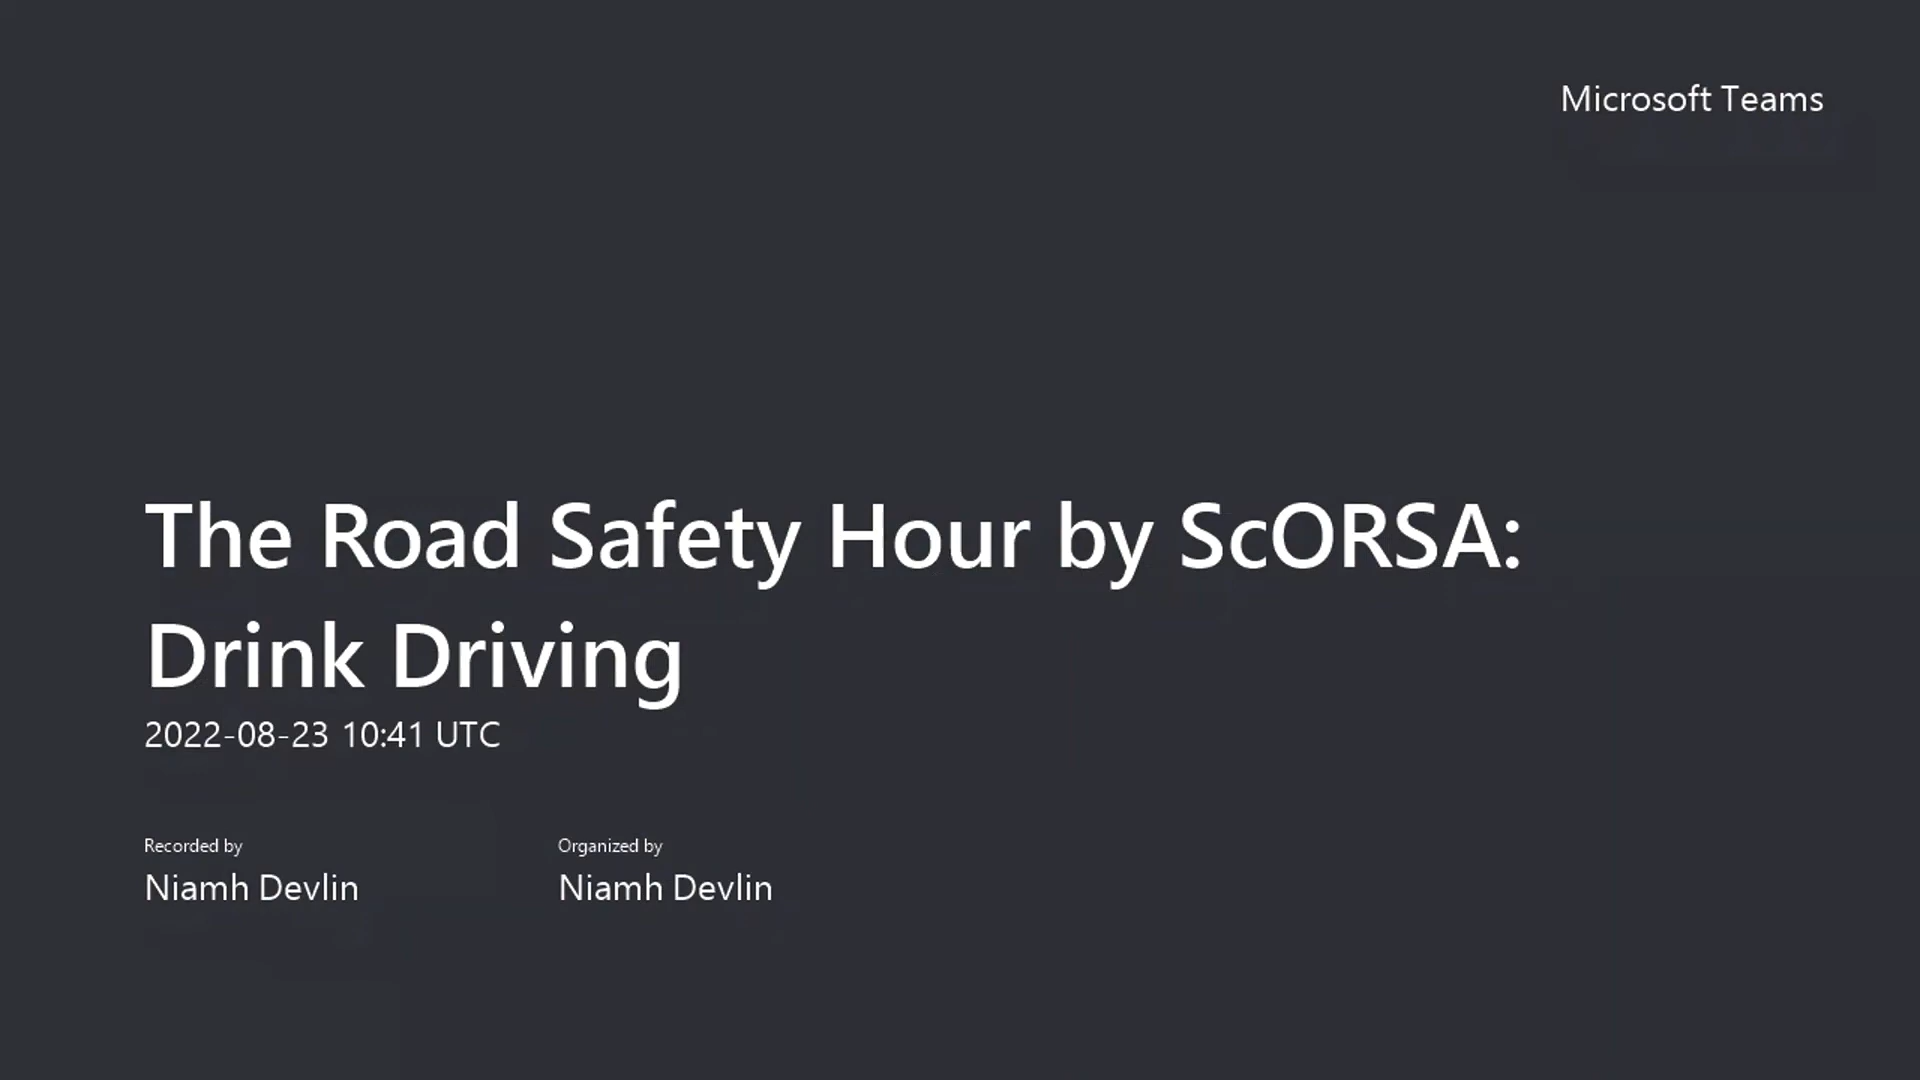 Microsoft Teams
The Road Safety Hour by ScORSA:
Drink Driving
2022-08-23 10:41 UTC
Recorded by
Niamh Devlin
Organized by
Niamh Devlin